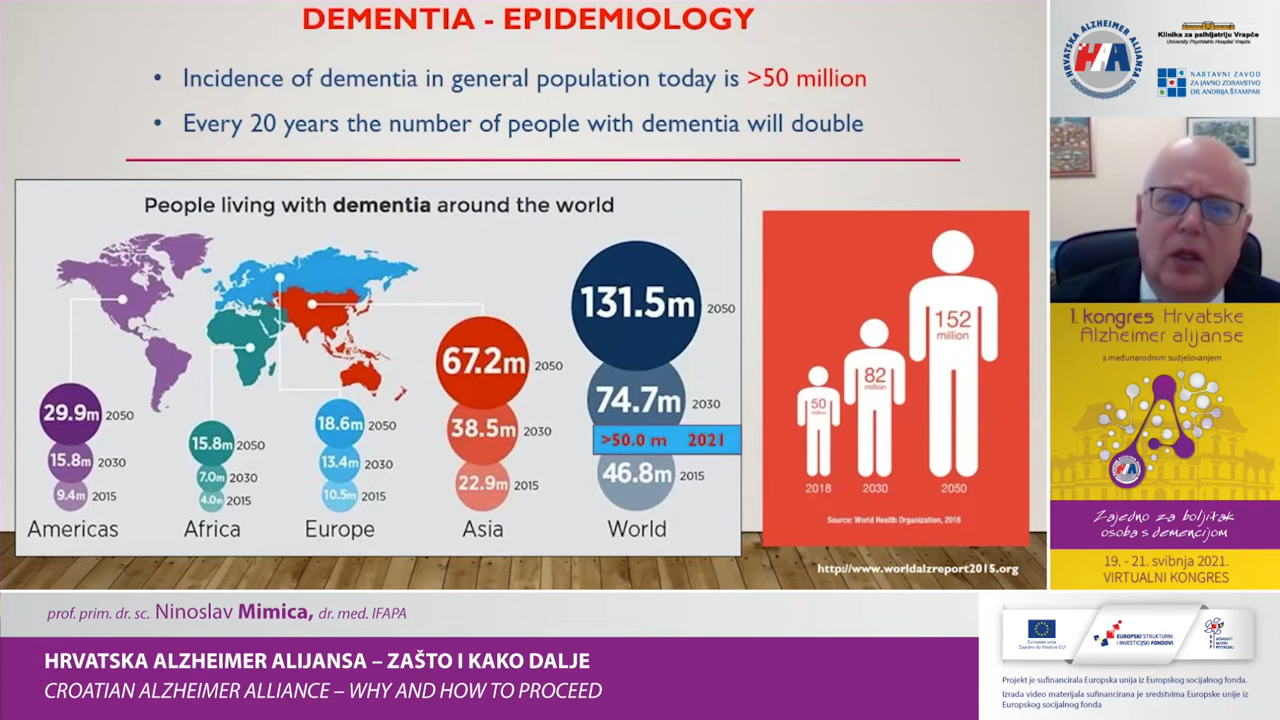 DEMENTIA - EPIDEMIOLOGY
• Incidence of dementia in general population today is >50 million
• Every 20 years the number of people with dementia will double
People living with dementia around the world
29.9m 2050
15.8m 2030
9.4m 2015
Americas
15.8m 2050
7.0m 2030
4.0m 2015
Africa
18.6m 2050
13.4m 2030
10.5m 2015
Europe
67.2m 2050
38.5m 2030
22.9m 2015
Asia
131.5m 2050
74.7m 2030
>50.0 m 2021
46.8m 2015
World
50 million
82 million
152 million
2018 2030 2050
Source: World Health Organization, 2018
http://www.worldalzreport2015.org
HRVATSKA ALZHEIMER ALIJANSA
HAA
Klinika za psihijatriju Vrapče
University Psychiatric Hospital Vrapče
NASTAVNI ZAVOD
ZA JAVNO ZDRAVSTVO
DR. ANDRIJA ŠTAMPAR
1. kongres Hrvatske
Alzheimer alijanse
s međunarodnim sudjelovanjem
HAA
Zajedno za boljitak
osoba s demencijom
19. - 21. svibnja 2021.
VIRTUALNI KONGRES
prof. prim. dr. sc. Ninoslav Mimica, dr. med. IFAPA
HRVATSKA ALZHEIMER ALIJANSA – ZAŠTO I KAKO DALJE
CROATIAN ALZHEIMER ALLIANCE – WHY AND HOW TO PROCEED
Europska unija
"Zajedno do fondova EU"
EUROPSKI STRUKTURNI
I INVESTICIJSKI FONDOVI
Projekt je sufinancirala Europska unija iz Europskog socijalnog fonda.
Izrada video materijala sufinancirana je sredstvima Europske unije iz
Europskog socijalnog fonda